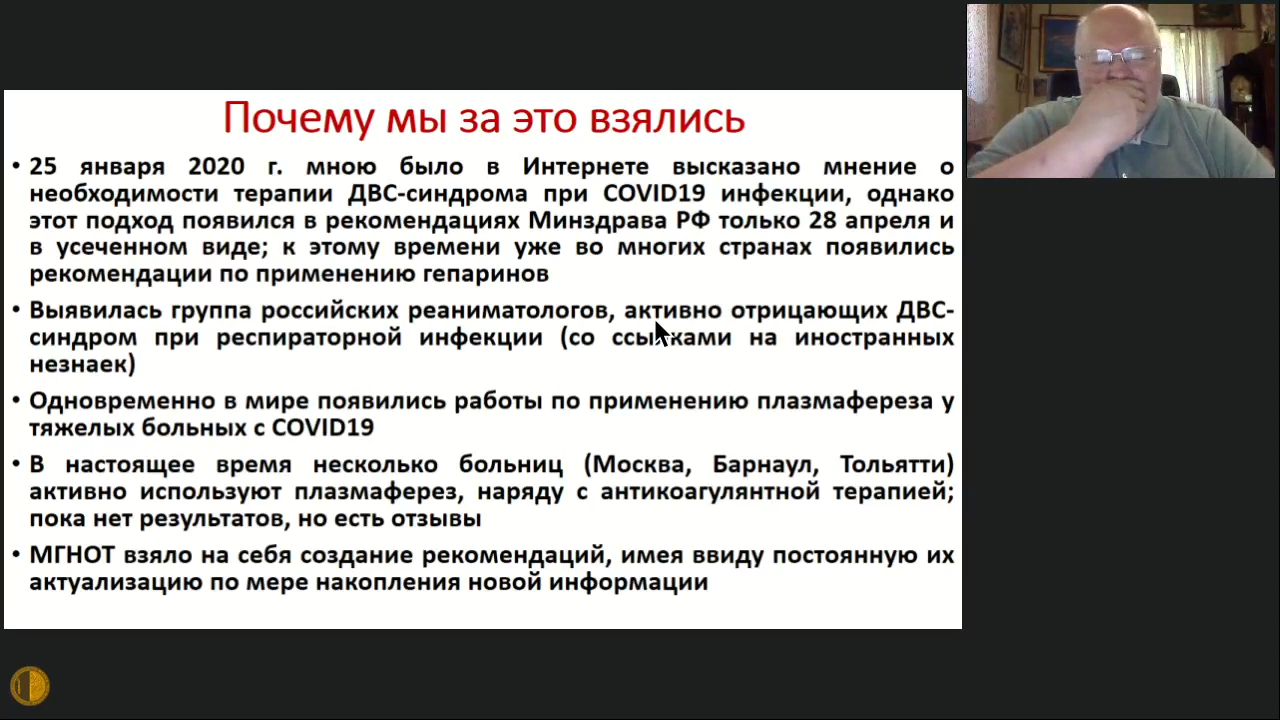 Почему мы за это взялись
• 25 января 2020 г. мною было в Интернете высказано мнение о
необходимости терапии ДВС-синдрома при COVID19 инфекции, однако
этот подход появился в рекомендациях Минздрава РФ только 28 апреля и
в усеченном виде; к этому времени уже во многих странах появились
рекомендации по применению гепаринов
• Выявилась группа российских реаниматологов, активно отрицающих ДВС-
синдром при респираторной инфекции (со ссылками на иностранных
незнаек)
• Одновременно в мире появились работы по применению плазмафереза у
тяжелых больных с COVID19
• В настоящее время несколько больниц (Москва, Барнаул, Тольятти)
активно используют плазмаферез, наряду с антикоагулянтной терапией;
пока нет результатов, но есть отзывы
• МГНОТ взяло на себя создание рекомендаций, имея ввиду постоянную их
актуализацию по мере накопления новой информации